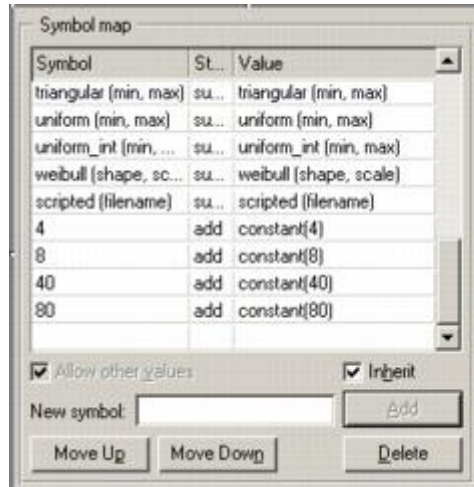 Symbol map
Symbol St... Value
triangular (min, max) su... triangular (min, max)
uniform (min, max) su... uniform (min, max)
uniform_int (min, ... su... uniform_int (min, max)
weibull (shape, sc... su... weibull (shape, scale)
scripted (filename) su... scripted (filename)
4 add constant(4)
8 add constant(8)
40 add constant(40)
80 add constant(80)
Allow other values Inherit
New symbol: Add
Move Up Move Down Delete